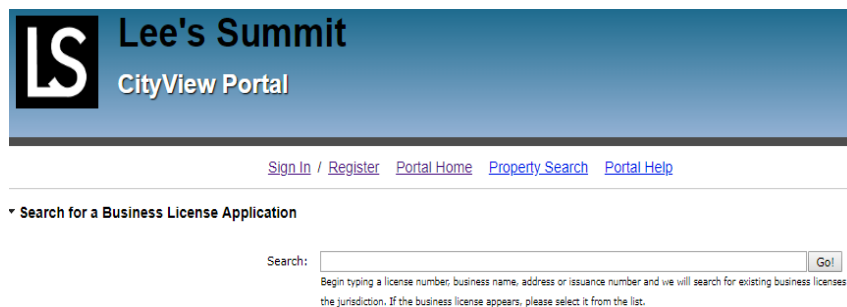 LS
Lee's Summit
CityView Portal
Sign In / Register Portal Home Property Search Portal Help
Search for a Business License Application
Search: Go!
Begin typing a license number, business name, address or issuance number and we will search for existing business licenses
the jurisdiction. If the business license appears, please select it from the list.